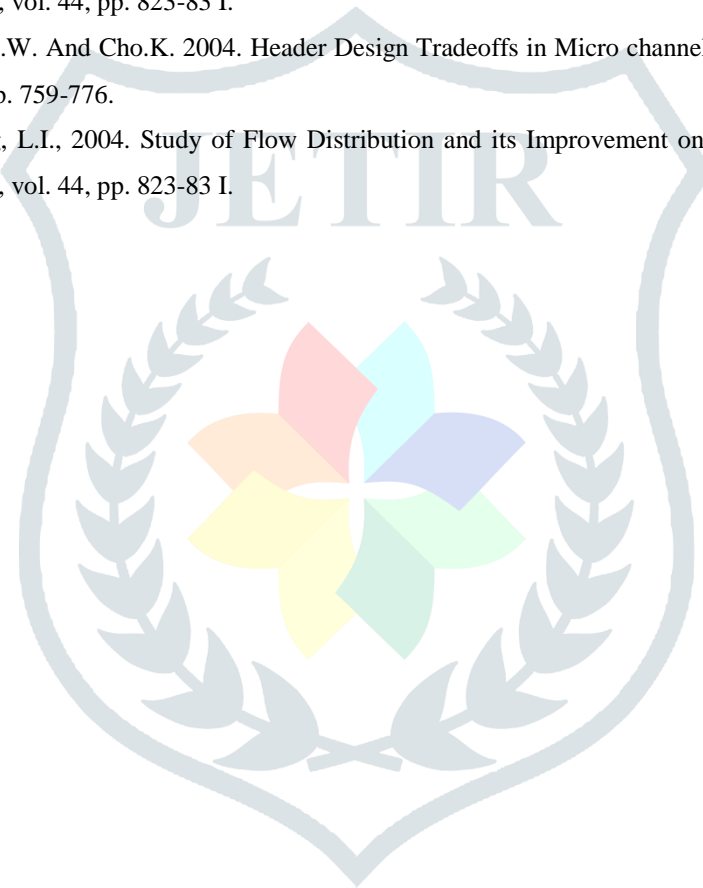 , vol. 44, pp. 823-83 I.
.W. And Cho.K. 2004. Header Design Tradeoffs in Micro channel
p. 759-776.
, L.I., 2004. Study of Flow Distribution and its Improvement on
, vol. 44, pp. 823-83 I.
JETIR